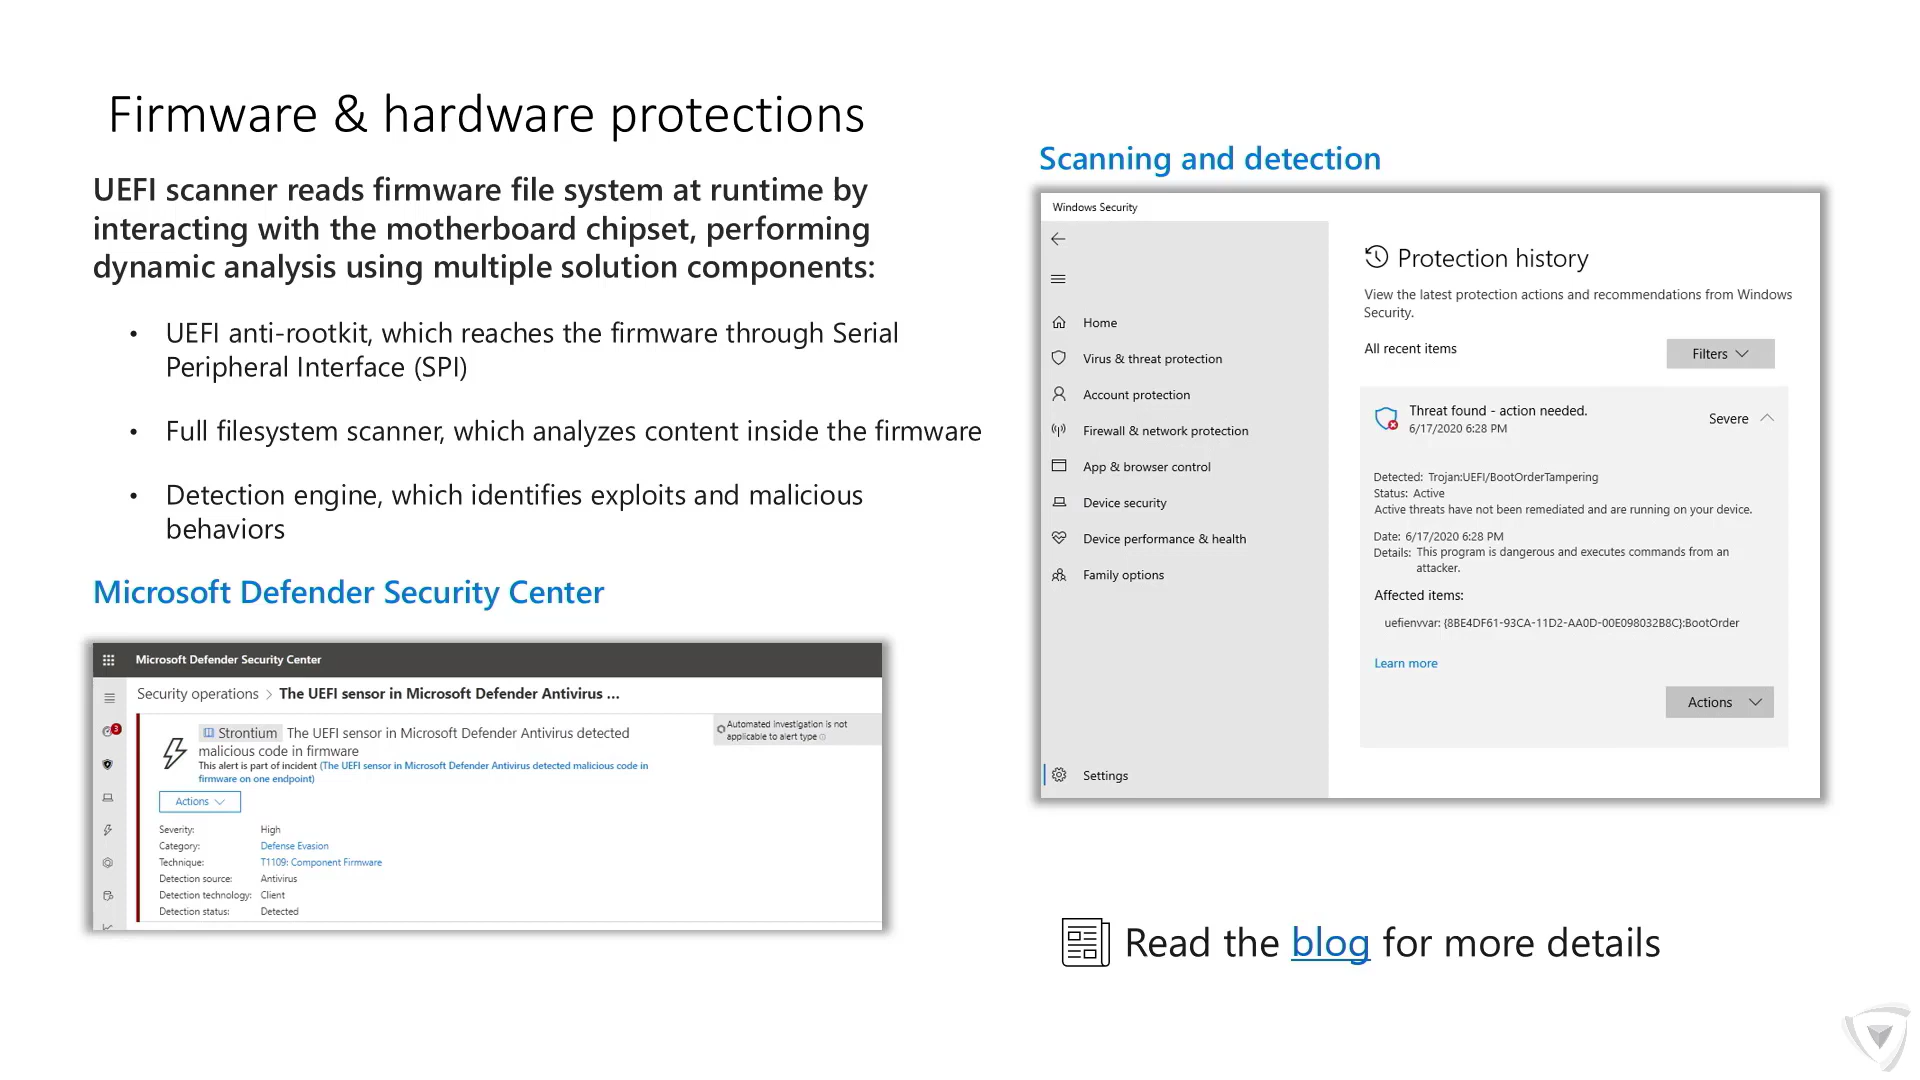 Firmware & hardware protections
UEFI scanner reads firmware file system at runtime by
interacting with the motherboard chipset, performing
dynamic analysis using multiple solution components:
• UEFI anti-rootkit, which reaches the firmware through Serial
Peripheral Interface (SPI)
• Full filesystem scanner, which analyzes content inside the firmware
• Detection engine, which identifies exploits and malicious
behaviors
Microsoft Defender Security Center
Microsoft Defender Security Center
Security operations > The UEFI sensor in Microsoft Defender Antivirus ...
3
Strontium The UEFI sensor in Microsoft Defender Antivirus detected
malicious code in firmware
This alert is part of incident (The UEFI sensor in Microsoft Defender Antivirus detected malicious code in
firmware on one endpoint)
Automated investigation is not
applicable to alert type
Actions
Severity: High
Category: Defense Evasion
Technique: T1109: Component Firmware
Detection source: Antivirus
Detection technology: Client
Detection status: Detected
Scanning and detection
Windows Security
Home
Virus & threat protection
Account protection
Firewall & network protection
App & browser control
Device security
Device performance & health
Family options
Settings
Protection history
View the latest protection actions and recommendations from Windows
Security.
All recent items
Filters
Threat found - action needed.
6/17/2020 6:28 PM
Severe
Detected: Trojan:UEFI/BootOrderTampering
Status: Active
Active threats have not been remediated and are running on your device.
Date: 6/17/2020 6:28 PM
Details: This program is dangerous and executes commands from an
attacker.
Affected items:
uefienvvar: {8BE4DF61-93CA-11D2-AA0D-00E098032B8C}:BootOrder
Learn more
Actions
Read the blog for more details